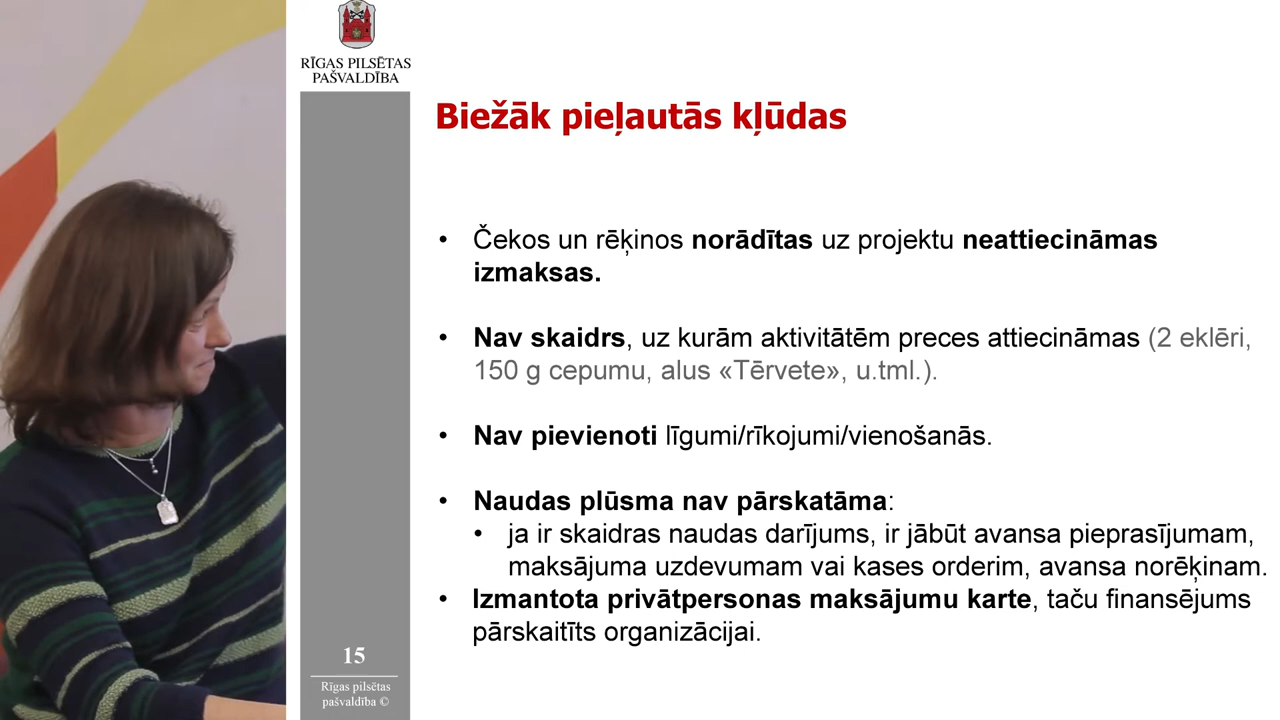 RĪGAS PILSĒTAS
PAŠVALDĪBA
Biežāk pieļautās kļūdas
• Čekos un rēķinos norādītas uz projektu neattiecināmas
izmaksas.
• Nav skaidrs, uz kurām aktivitātēm preces attiecināmas (2 eklēri,
150 g cepumu, alus «Tērvete», u.tml.).
• Nav pievienoti līgumi/rīkojumi/vienošanās.
• Naudas plūsma nav pārskatāma:
• ja ir skaidras naudas darījums, ir jābūt avansa pieprasījumam,
maksājuma uzdevumam vai kases orderim, avansa norēķinam.
• Izmantota privātpersonas maksājumu karte, taču finansējums
pārskaitīts organizācijai.
15
Rīgas pilsētas
pašvaldība ©